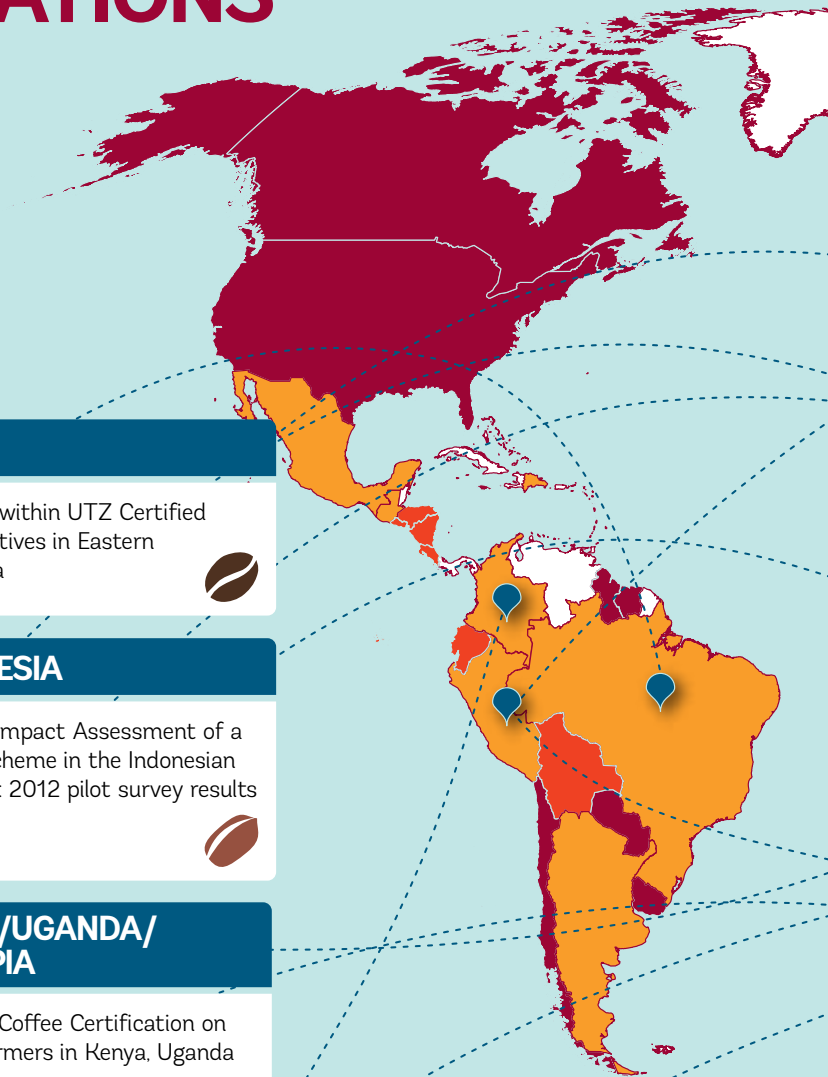 ATIONS
within UTZ Certified
tives in Eastern
a
ESIA
mpact Assessment of a
cheme in the Indonesian
t 2012 pilot survey results
/UGANDA/
PIA
Coffee Certification on
rmers in Kenya, Uganda